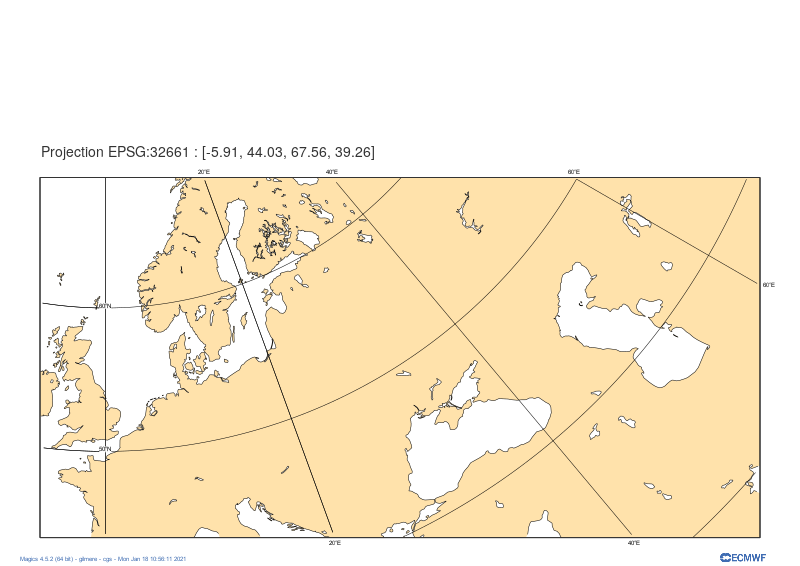 Projection EPSG:32661 : [-5.91, 44.03, 67.56, 39.26]
20°E
40°E
60°E
60°E
60°N
50°N
20°E
40°E
Magics 4.5.2 (64 bit) - gilmere - cgs - Mon Jan 18 10:56:11 2021
ECMWF